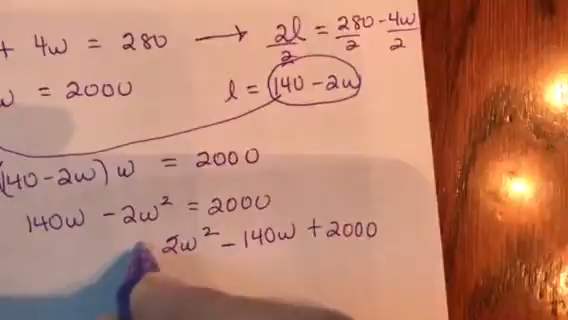 + 4w = 280 → 2l/2 = 280/2 - 4w/2
w = 2000 l = 140 - 2w
(140-2w) w = 2000
140w - 2w² = 2000
2w² - 140w + 2000